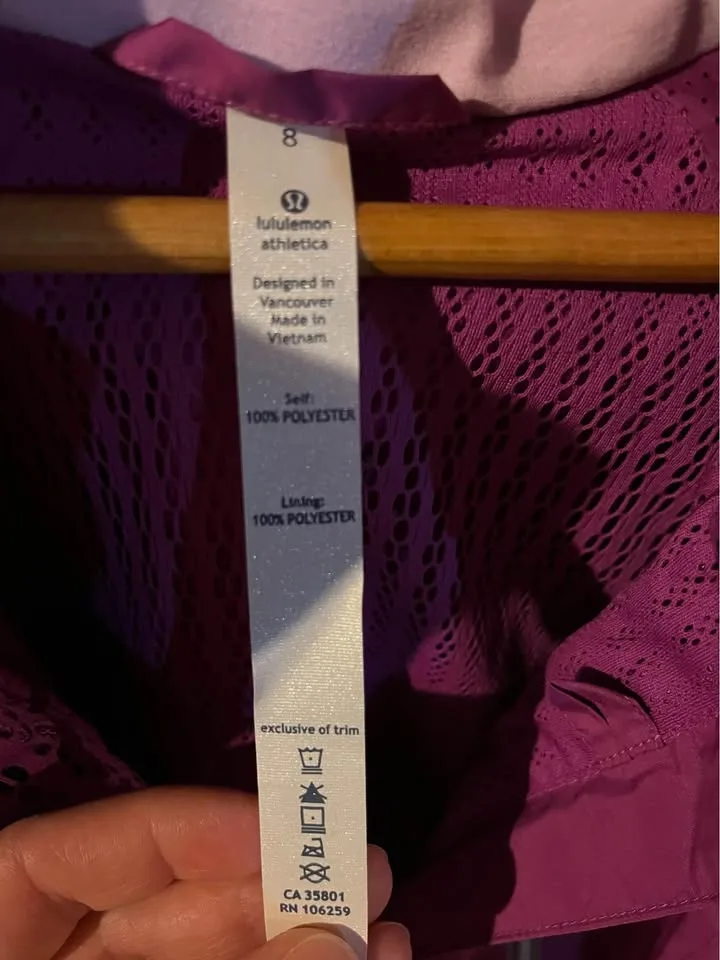 8
lululemon
athletica
Designed in
Vancouver
Made in
Vietnam
Self:
100% POLYESTER
Lining:
100% POLYESTER
exclusive of trim
CA 35801
RN 106259